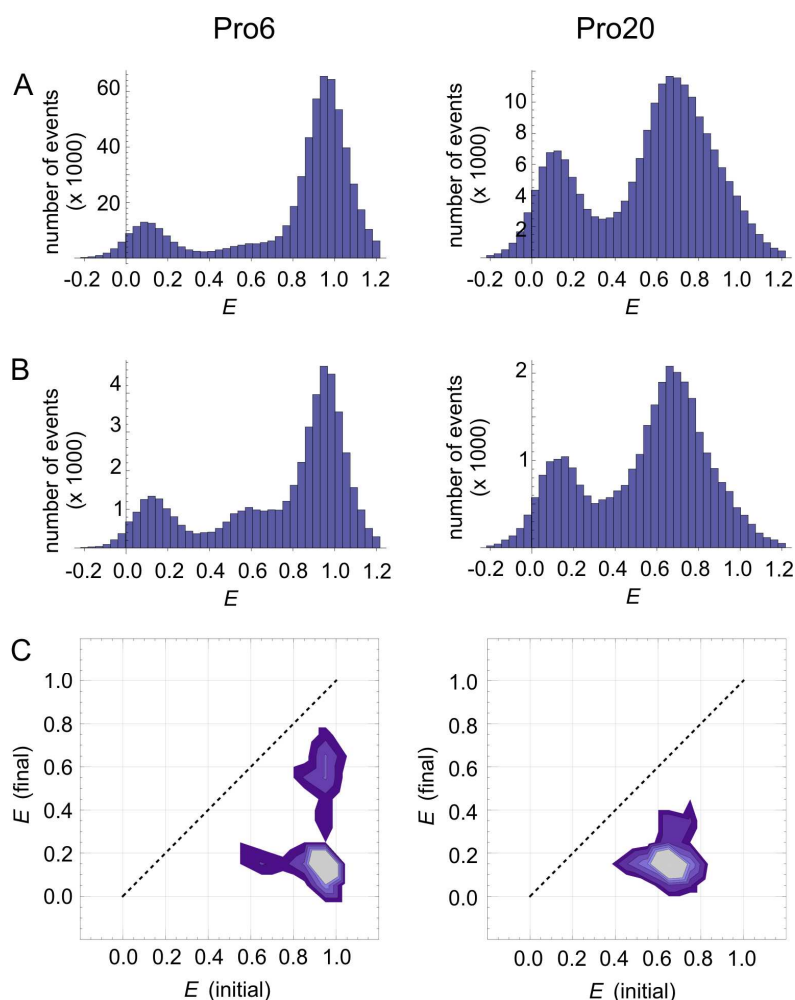 Pro6 Pro20
A
number of events
(x 1000)
60
40
20
-0.2 0.0 0.2 0.4 0.6 0.8 1.0 1.2
E
number of events
(x 1000)
10
8
6
4
2
-0.2 0.0 0.2 0.4 0.6 0.8 1.0 1.2
E
B
number of events
(x 1000)
4
3
2
1
-0.2 0.0 0.2 0.4 0.6 0.8 1.0 1.2
E
number of events
(x 1000)
2
1
-0.2 0.0 0.2 0.4 0.6 0.8 1.0 1.2
E
C
E (final)
1.0
0.8
0.6
0.4
0.2
0.0
0.0 0.2 0.4 0.6 0.8 1.0
E (initial)
E (final)
1.0
0.8
0.6
0.4
0.2
0.0
0.0 0.2 0.4 0.6 0.8 1.0
E (initial)